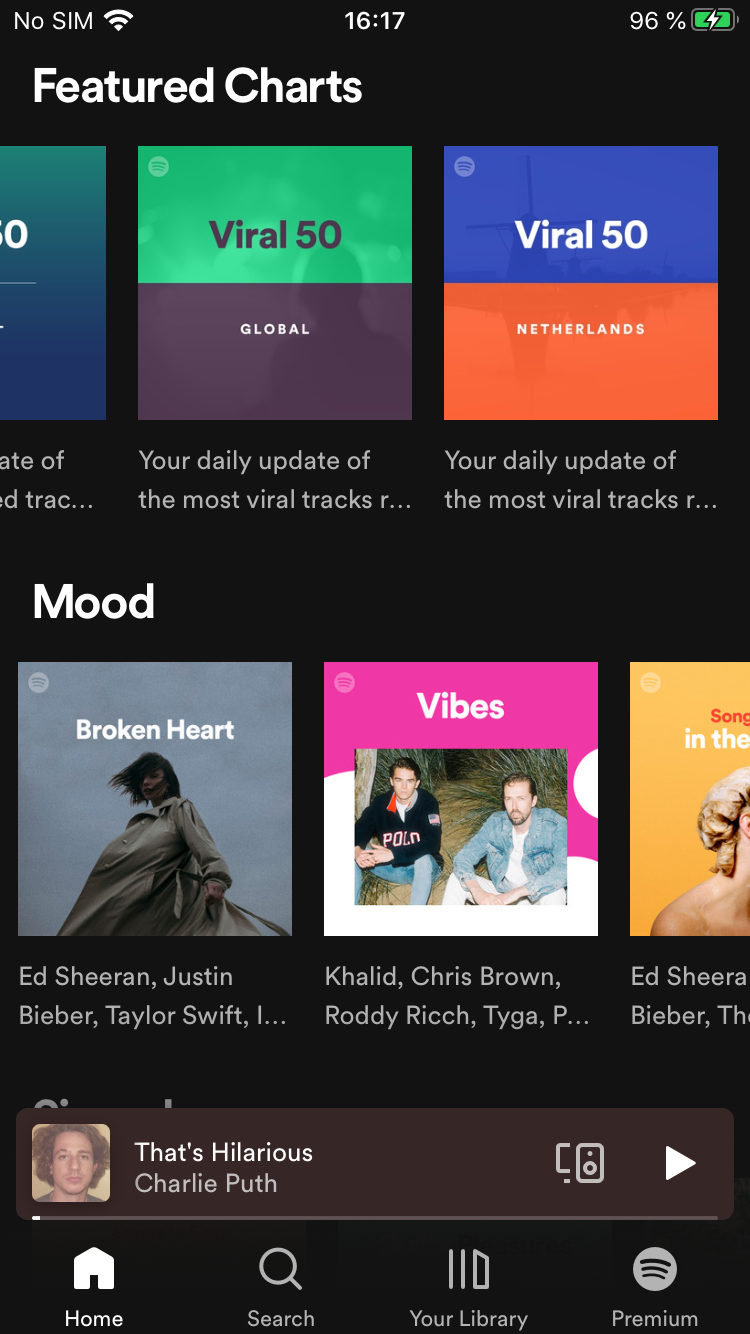 No SIM 16:17 96 %
Featured Charts
50
Viral 50
GLOBAL
Viral 50
NETHERLANDS
ate of
ed trac...
Your daily update of
the most viral tracks r...
Your daily update of
the most viral tracks r...
Mood
Broken Heart
Vibes
POLO
Song
in the
Ed Sheeran, Justin
Bieber, Taylor Swift, I...
Khalid, Chris Brown,
Roddy Ricch, Tyga, P...
Ed Sheera
Bieber, The
That's Hilarious
Charlie Puth
Home
Search
Your Library
Premium